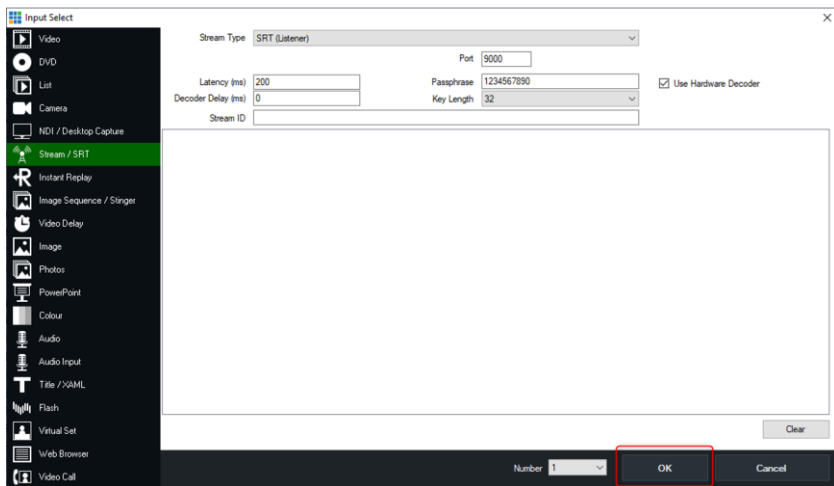 Input Select
Video
DVD
List
Camera
NDI / Desktop Capture
Stream / SRT
Instant Replay
Image Sequence / Stinger
Video Delay
Image
Photos
PowerPoint
Colour
Audio
Audio Input
Title / XAML
Flash
Virtual Set
Web Browser
Video Call
Stream Type SRT (Listener)
Port 9000
Latency (ms) 200 Passphrase 1234567890 Use Hardware Decoder
Decoder Delay (ms) 0 Key Length 32
Stream ID
Clear
Number 1 OK Cancel